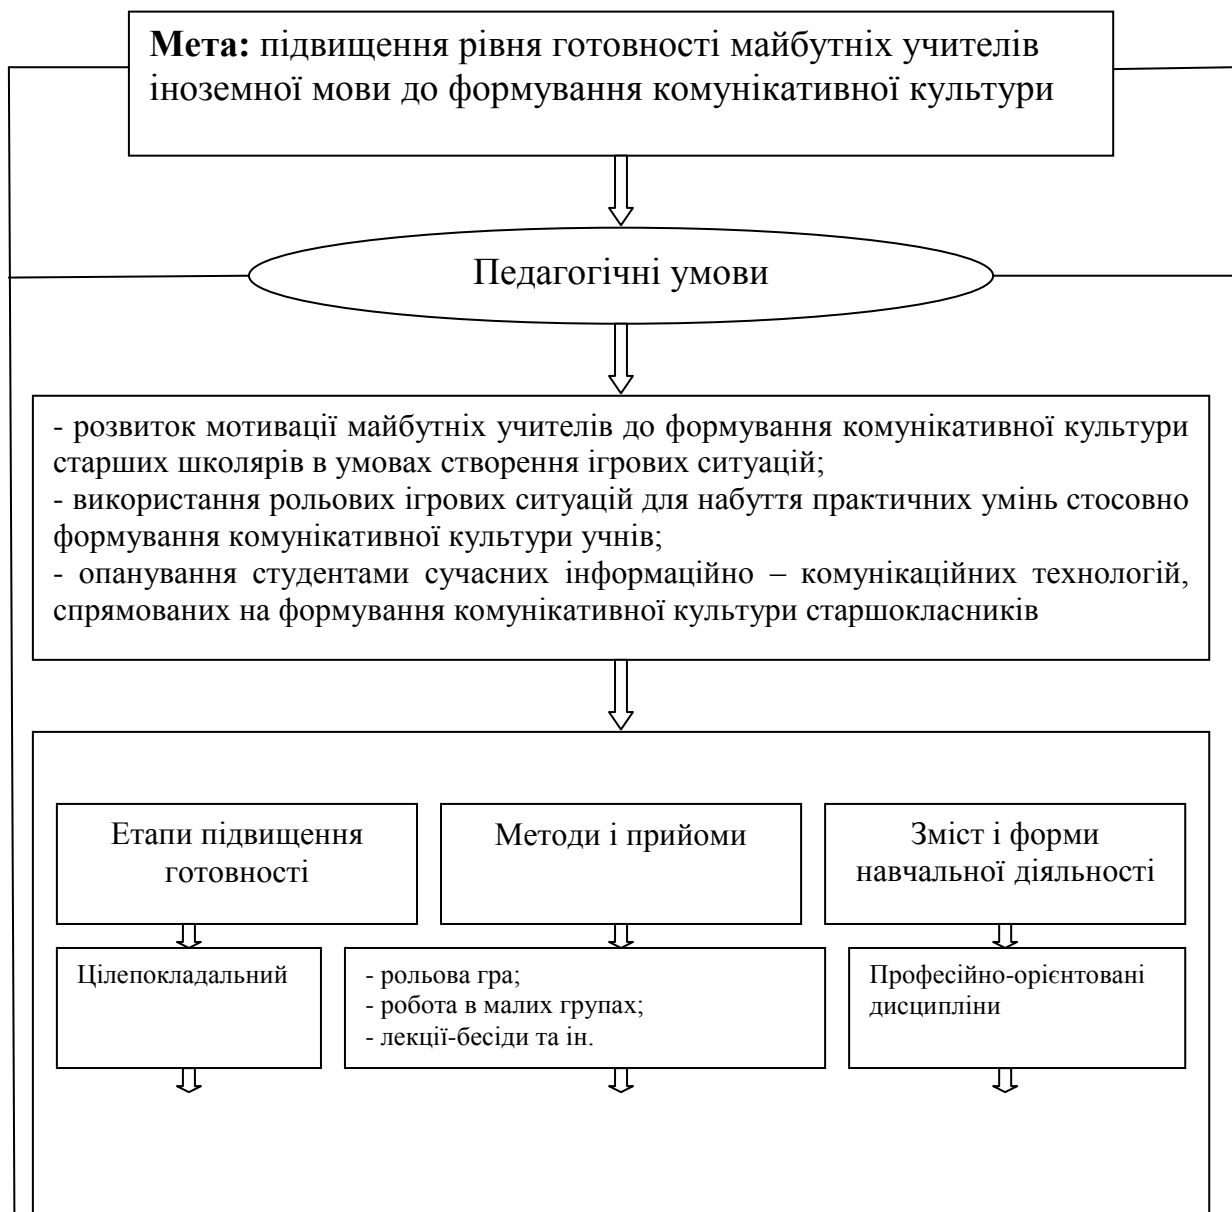 Мета: підвищення рівня готовності майбутніх учителів
іноземної мови до формування комунікативної культури
Педагогічні умови
- розвиток мотивації майбутніх учителів до формування комунікативної культури
старших школярів в умовах створення ігрових ситуацій;
- використання рольових ігрових ситуацій для набуття практичних умінь стосовно
формування комунікативної культури учнів;
- опанування студентами сучасних інформаційно – комунікаційних технологій,
спрямованих на формування комунікативної культури старшокласників
Етапи підвищення
готовності
Методи і прийоми
Зміст і форми
навчальної діяльності
Цілепокладальний
- рольова гра;
- робота в малих групах;
- лекції-бесіди та ін.
Професійно-орієнтовані
дисципліни